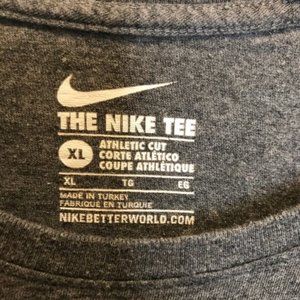 THE NIKE TEE
XL
ATHLETIC CUT
CORTE ATLÉTICO
COUPE ATHLÉTIQUE
XL TG EG
MADE IN TURKEY
FABRIQUE EN TURQUIE
NIKEBETTERWORLD.COM